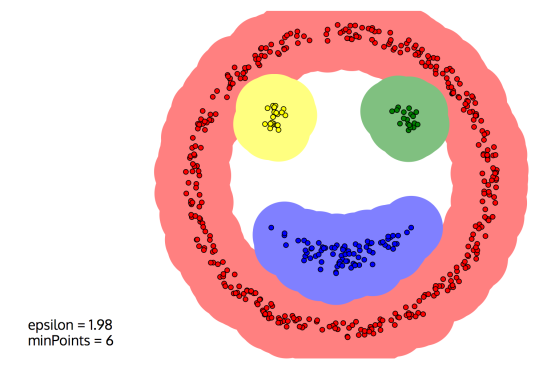 epsilon = 1.98
minPoints = 6